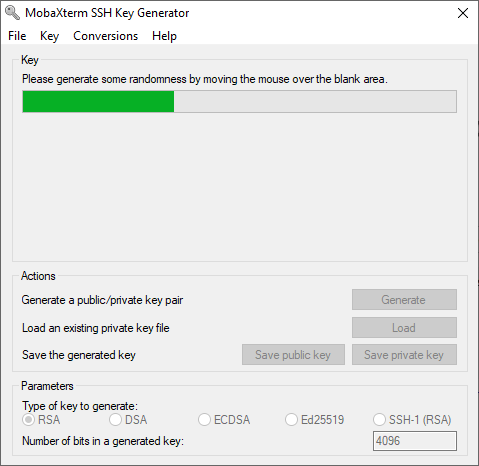 MobaXterm SSH Key Generator
File Key Conversions Help
Key
Please generate some randomness by moving the mouse over the blank area.
Actions
Generate a public/private key pair
Generate
Load an existing private key file
Load
Save the generated key
Save public key
Save private key
Parameters
Type of key to generate:
RSA DSA ECDSA Ed25519 SSH-1 (RSA)
Number of bits in a generated key:
4096